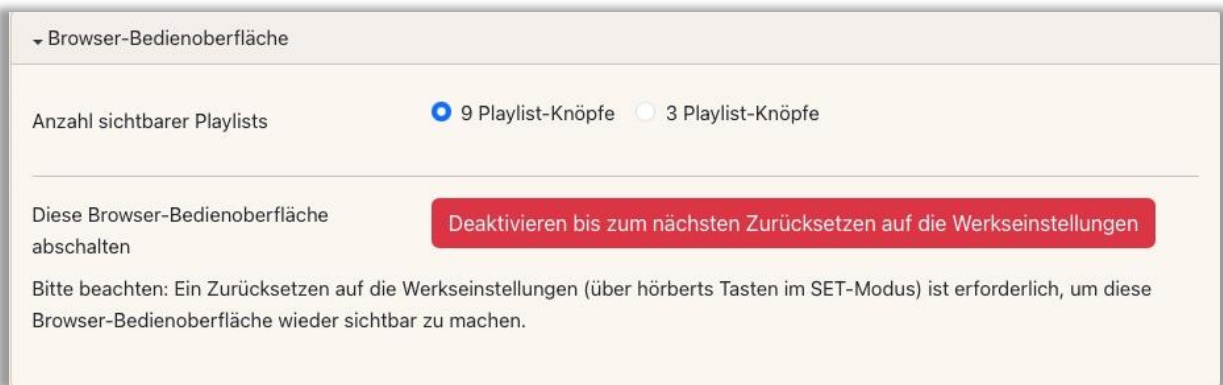 Browser-Bedienoberfläche
Anzahl sichtbarer Playlists
9 Playlist-Knöpfe
3 Playlist-Knöpfe
Diese Browser-Bedienoberfläche
abschalten
Deaktivieren bis zum nächsten Zurücksetzen auf die Werkseinstellungen
Bitte beachten: Ein Zurücksetzen auf die Werkseinstellungen (über hörberts Tasten im SET-Modus) ist erforderlich, um diese
Browser-Bedienoberfläche wieder sichtbar zu machen.